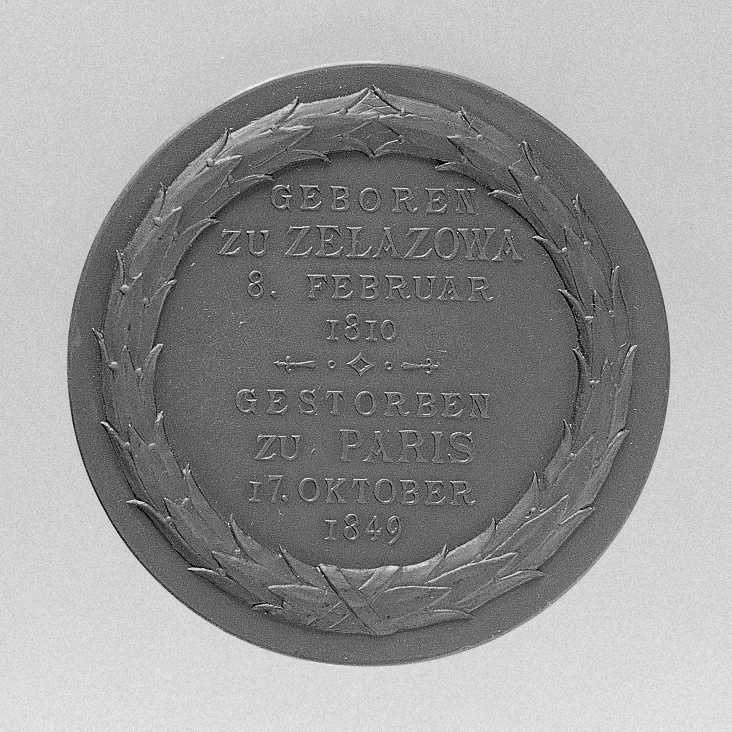 GEBOREN
ZU ZELAZOWA
8. FEBRUAR
1810
GESTORBEN
ZU PARIS
17. OKTOBER
1849